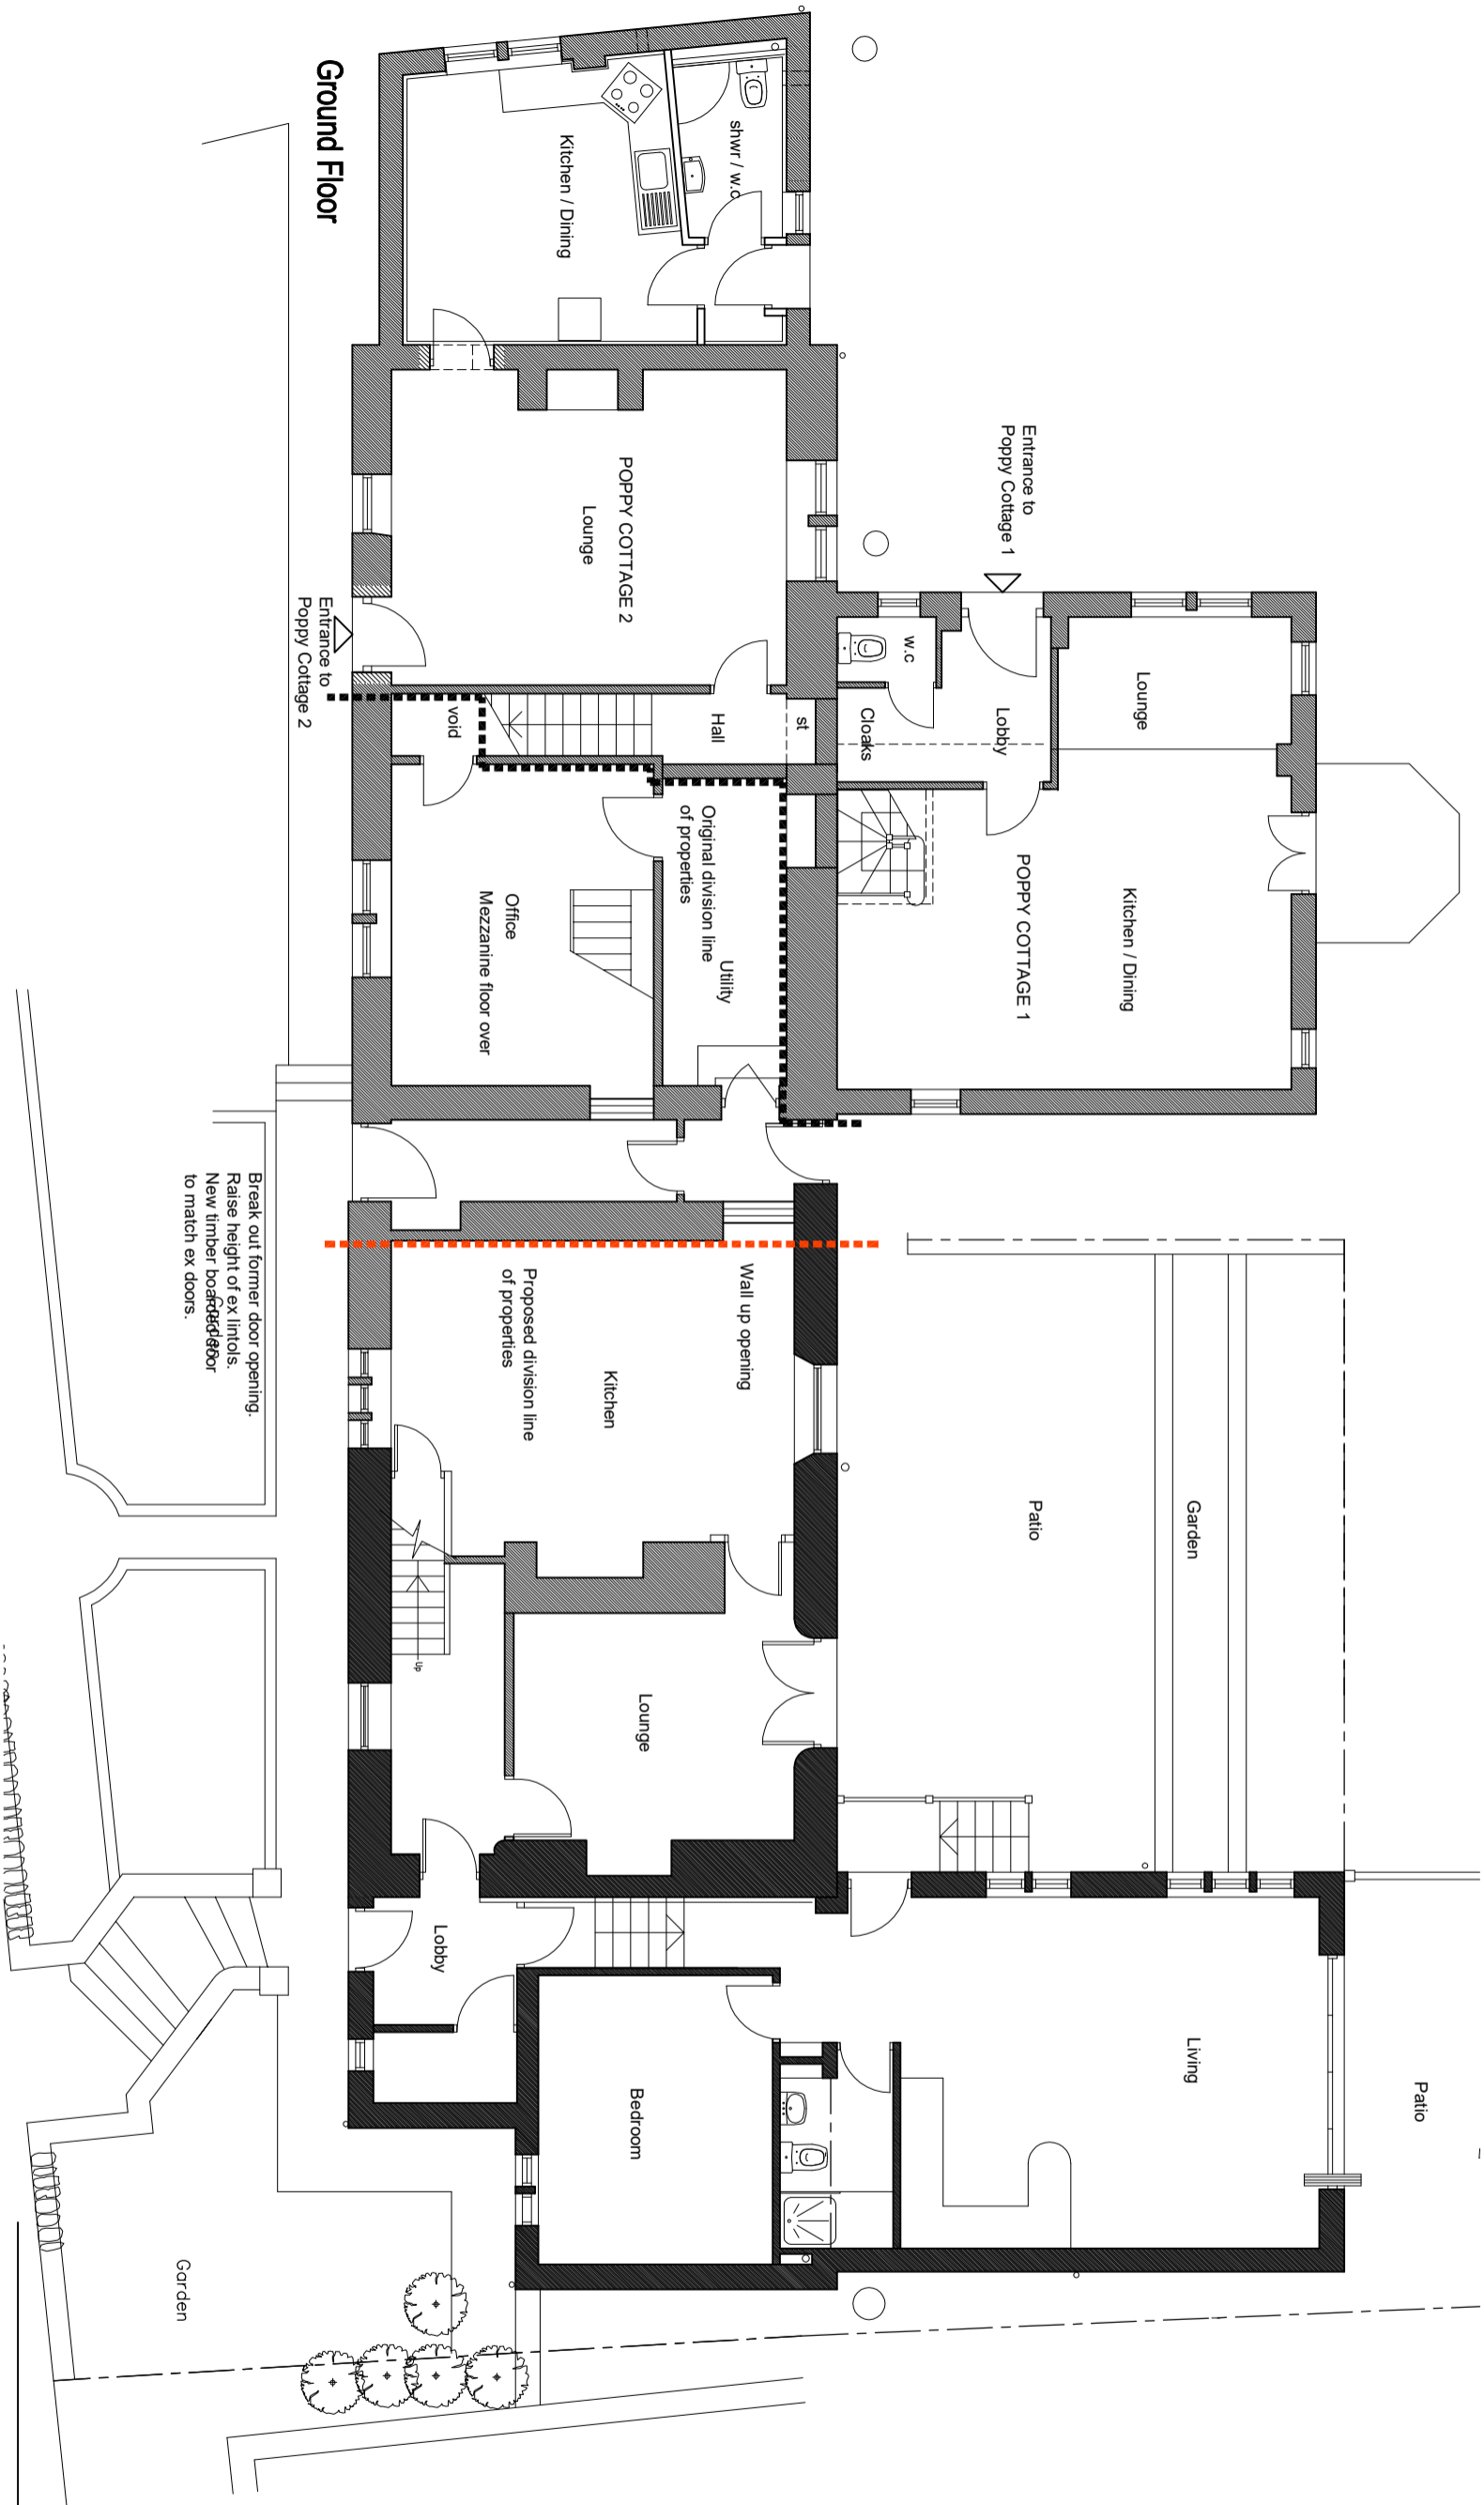 Ground Floor
Kitchen / Dining
shwr / w.c
POPPY COTTAGE 2
Lounge
Entrance to
Poppy Cottage 2
Entrance to
Poppy Cottage 1
w.c
Cloaks
Lobby
Lounge
Kitchen / Dining
POPPY COTTAGE 1
st
Hall
void
Original division line
of properties
Utility
Office
Mezzanine floor over
Break out former door opening.
Raise height of ex lintols.
New timber boarded door
to match ex doors.
Garden
Wall up opening
Proposed division line
of properties
Kitchen
Patio
Garden
Up
Lounge
Lobby
Living
Patio
Bedroom
Garden